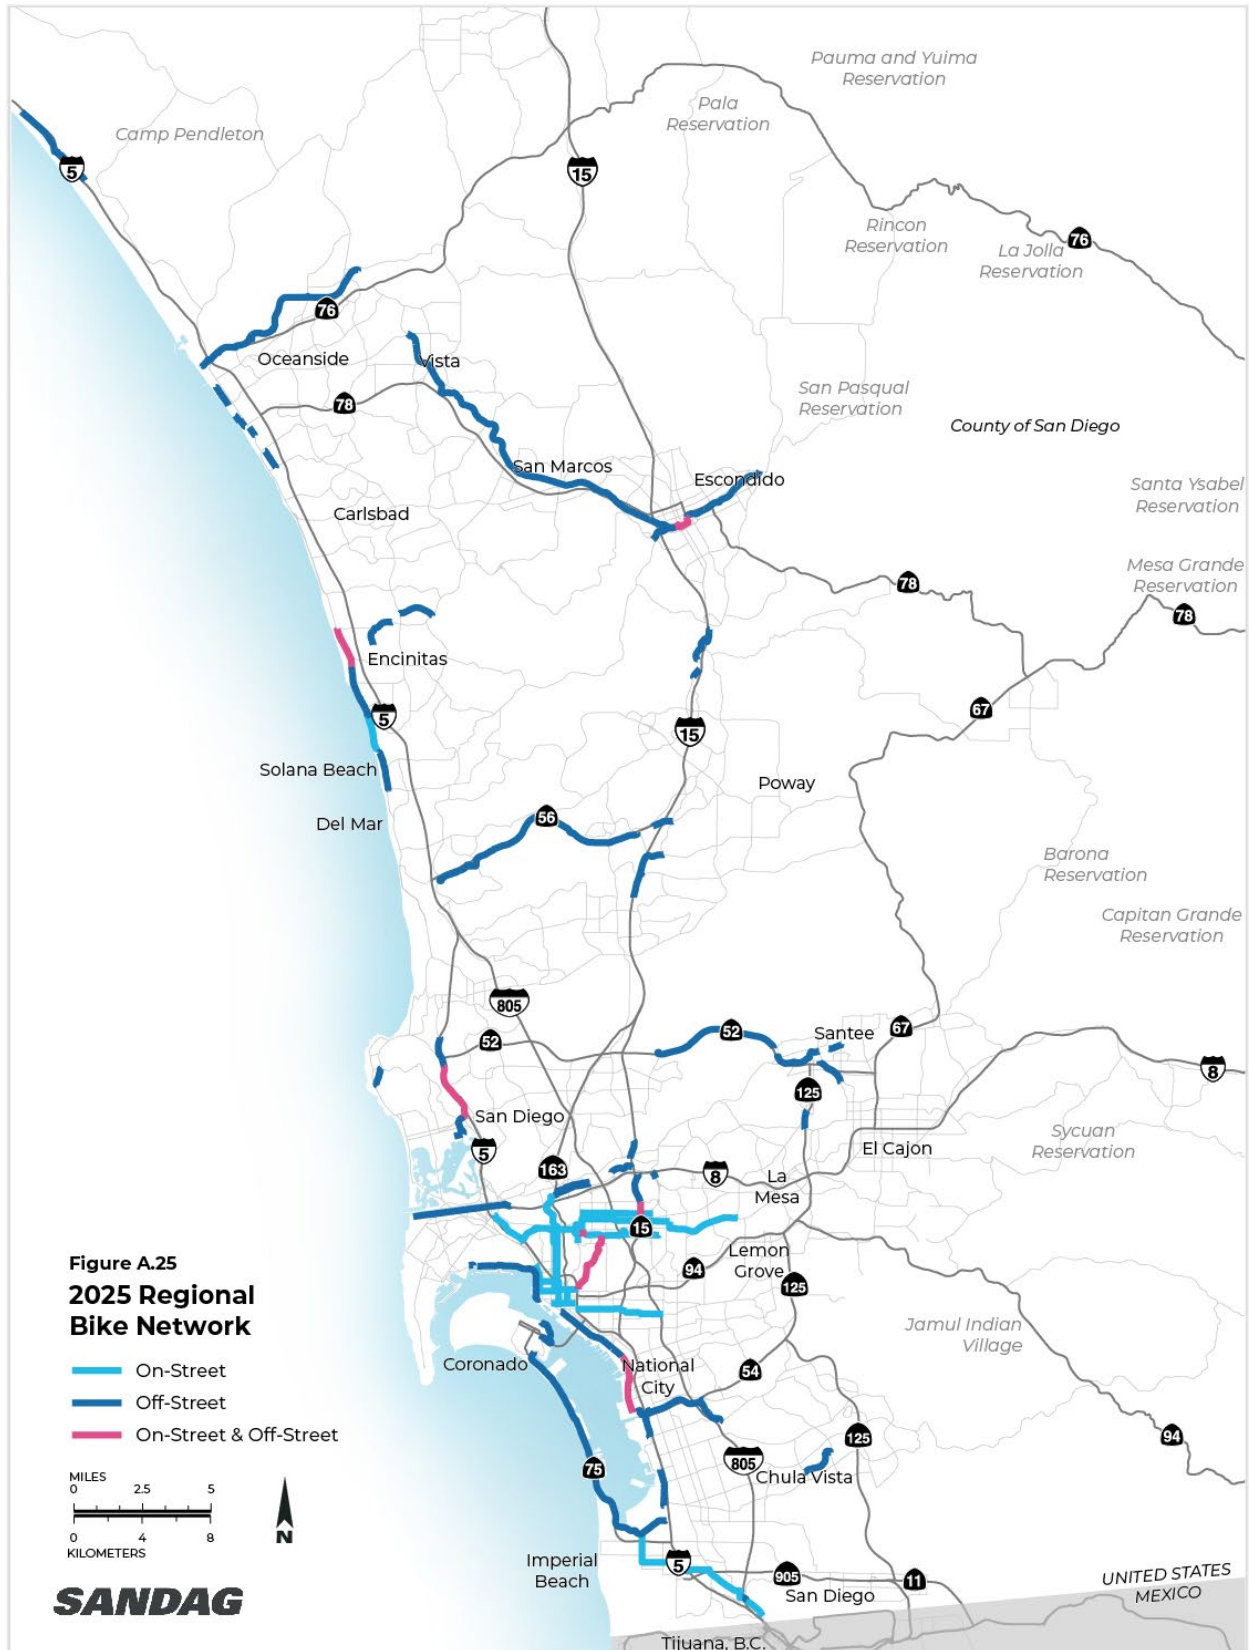 Pauma and Yuima
Reservation
Pala
Reservation
Camp Pendleton
5
15
Rincon
Reservation
La Jolla
Reservation
76
76
Oceanside
Vista
78
San Pasqual
Reservation
County of San Diego
San Marcos
Escondido
Santa Ysabel
Reservation
Carlsbad
Mesa Grande
Reservation
78
78
Encinitas
67
5
15
Solana Beach
Poway
Del Mar
56
Barona
Reservation
Capitan Grande
Reservation
805
52
52
Santee
67
8
125
San Diego
5
163
8
El Cajon
Sycuan
Reservation
La
Mesa
15
94
Lemon
Grove
125
Figure A.25
2025 Regional
Bike Network
On-Street
Off-Street
On-Street & Off-Street
Jamul Indian
Village
Coronado
National
City
54
125
94
75
805
Chula Vista
MILES
0 2.5 5
0 4 8
KILOMETERS
N
Imperial
Beach
5
905
11
San Diego
UNITED STATES
MEXICO
SANDAG
Tijuana, B.C.